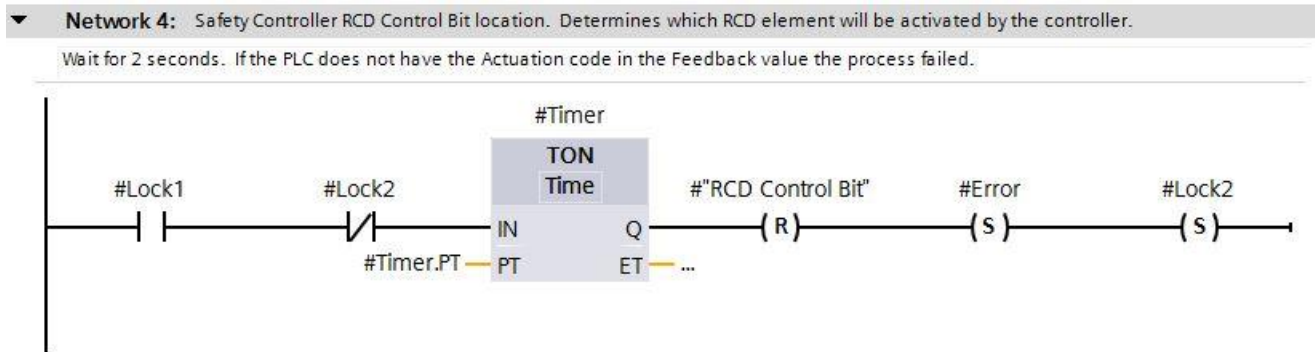 Network 4: Safety Controller RCD Control Bit location. Determines which RCD element will be activated by the controller.
Wait for 2 seconds. If the PLC does not have the Actuation code in the Feedback value the process failed.
#Timer
TON
Time
#Lock1 #Lock2 #"RCD Control Bit" #Error #Lock2
IN Q R S S
#Timer.PT PT ET ...